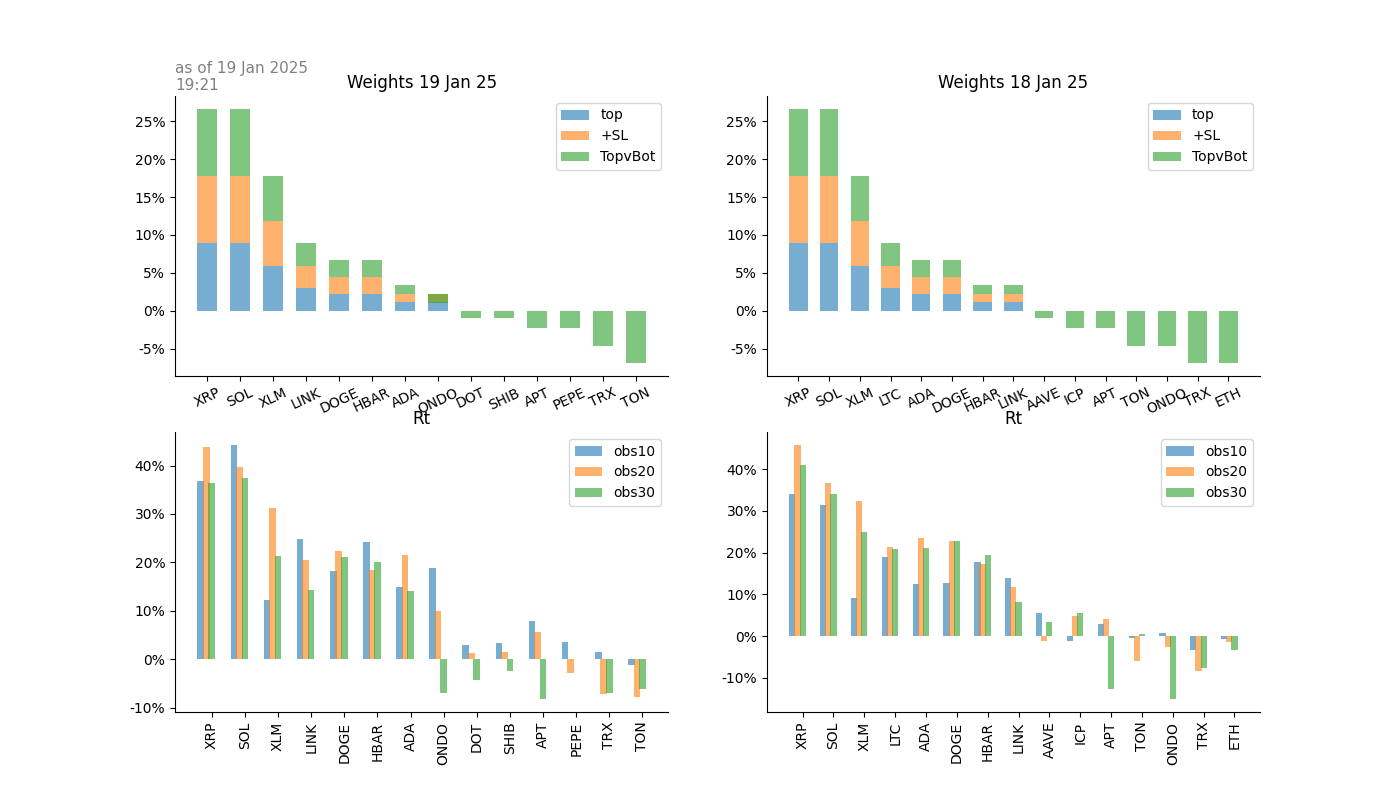 as of 19 Jan 2025
19:21
Weights 19 Jan 25
25%
20%
15%
10%
5%
0%
-5%
top
+SL
TopvBot
XRP SOL XLM LINK DOGE HBAR ADA ONDO DOT SHIB APT PEPE TRX TON
Weights 18 Jan 25
25%
20%
15%
10%
5%
0%
-5%
top
+SL
TopvBot
XRP SOL XLM LTC ADA DOGE HBAR LINK AAVE ICP APT TON ONDO TRX ETH
Rt
40%
30%
20%
10%
0%
-10%
obs10
obs20
obs30
XRP SOL XLM LINK DOGE HBAR ADA ONDO DOT SHIB APT PEPE TRX TON
Rt
40%
30%
20%
10%
0%
-10%
obs10
obs20
obs30
XRP SOL XLM LTC ADA DOGE HBAR LINK AAVE ICP APT TON ONDO TRX ETH